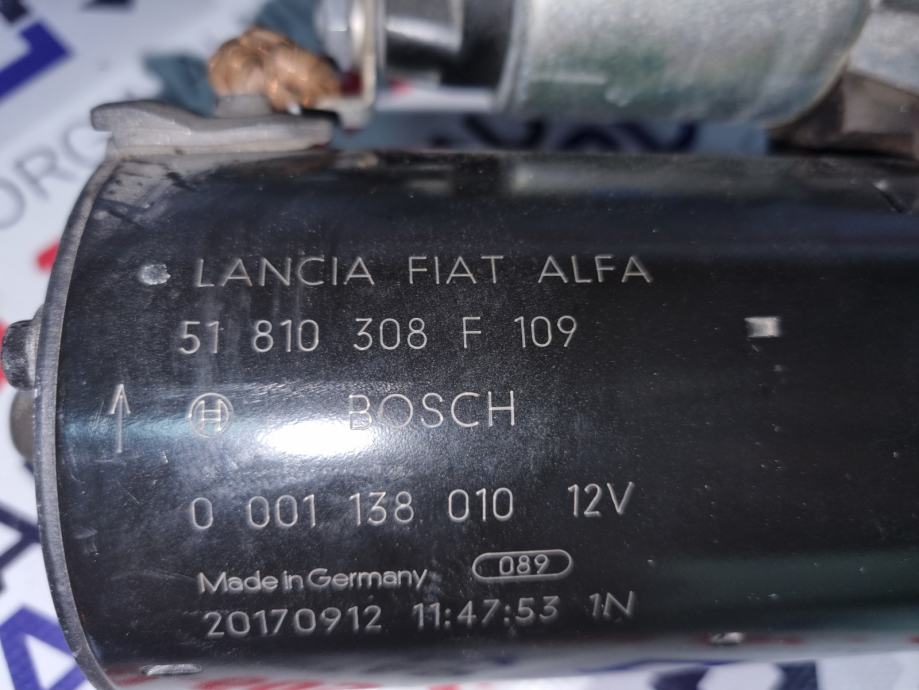 LANCIA FIAT ALFA
51 810 308 F 109
BOSCH
0 001 138 010 12V
Made in Germany 089
20170912 11:47:53 1N